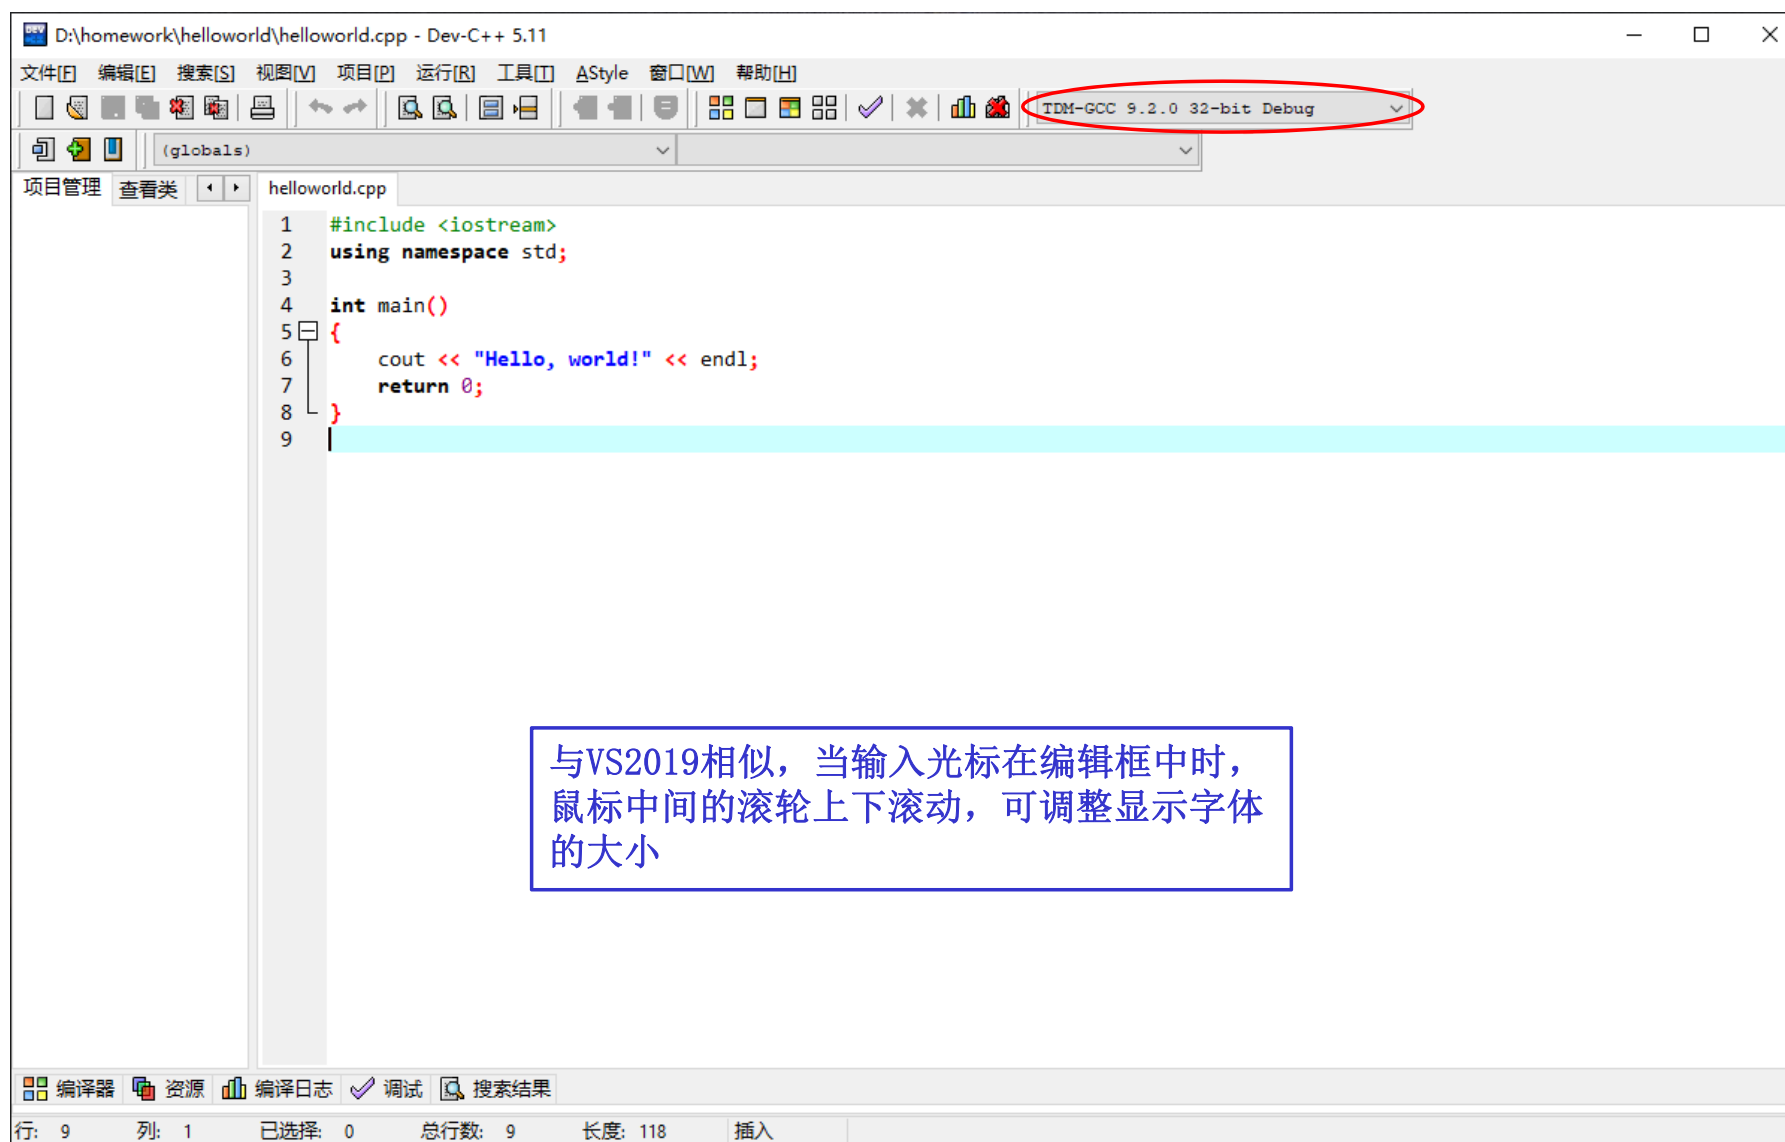 D:\homework\helloworld\helloworld.cpp - Dev-C++ 5.11
文件[F] 编辑[E] 搜索[S] 视图[V] 项目[P] 运行[R] 工具[T] AStyle 窗口[W] 帮助[H]
TDM-GCC 9.2.0 32-bit Debug
(globals)
项目管理 查看类 helloworld.cpp
1 #include <iostream>
2 using namespace std;
3
4 int main()
5 {
6 cout << "Hello, world!" << endl;
7 return 0;
8 }
9
与VS2019相似，当输入光标在编辑框中时，
鼠标中间的滚轮上下滚动，可调整显示字体
的大小
编译器 资源 编译日志 调试 搜索结果
行: 9 列: 1 已选择: 0 总行数: 9 长度: 118 插入